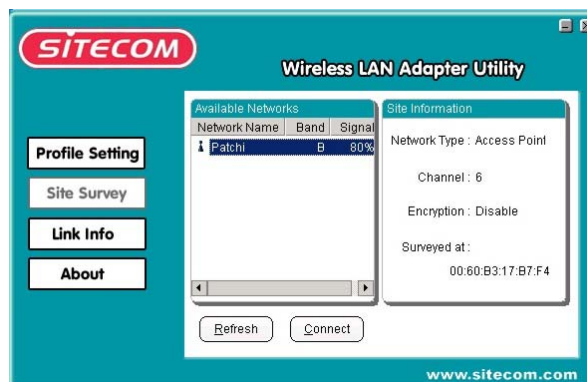 SITECOM
Wireless LAN Adapter Utility
Profile Setting
Site Survey
Link Info
About
Available Networks
Network Name Band Signal
Patchi B 80%
Refresh
Connect
Site Information
Network Type : Access Point
Channel : 6
Encryption : Disable
Surveyed at :
00:60:B3:17:B7:F4
www.sitecom.com